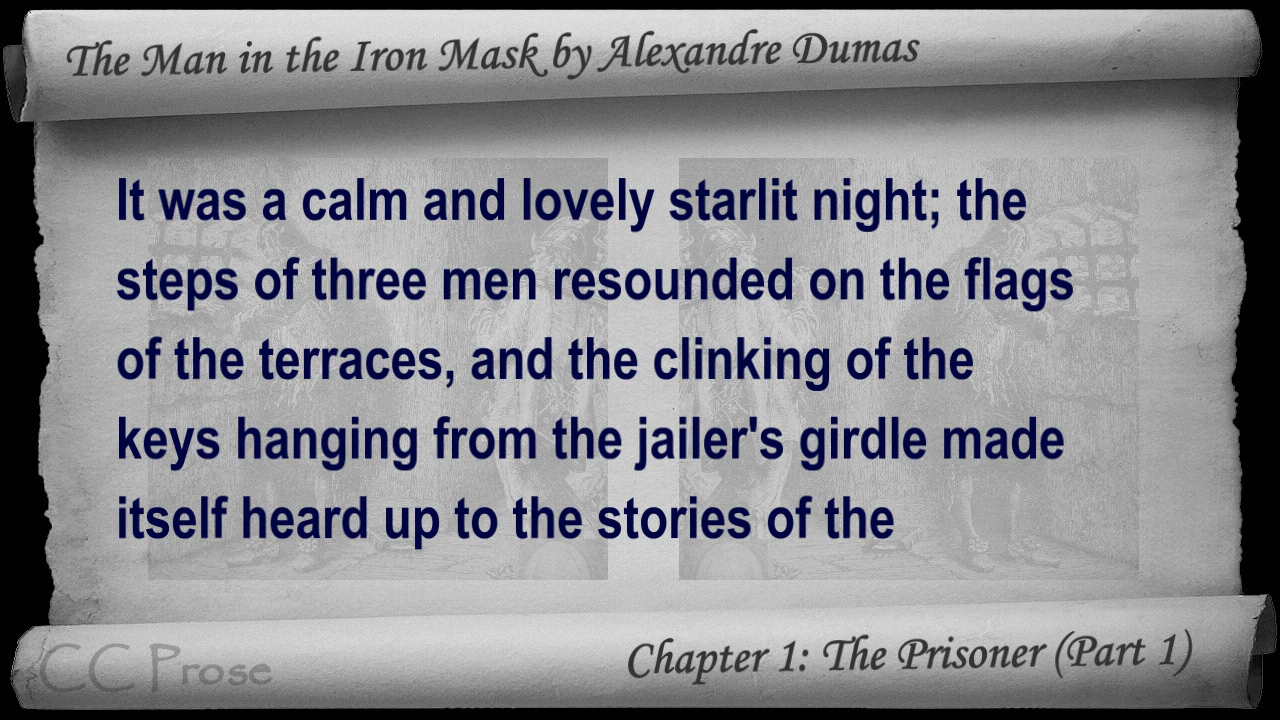 The Man in the Iron Mask by Alexandre Dumas
It was a calm and lovely starlit night; the
steps of three men resounded on the flags
of the terraces, and the clinking of the
keys hanging from the jailer's girdle made
itself heard up to the stories of the
CC Prose
Chapter 1: The Prisoner (Part 1)